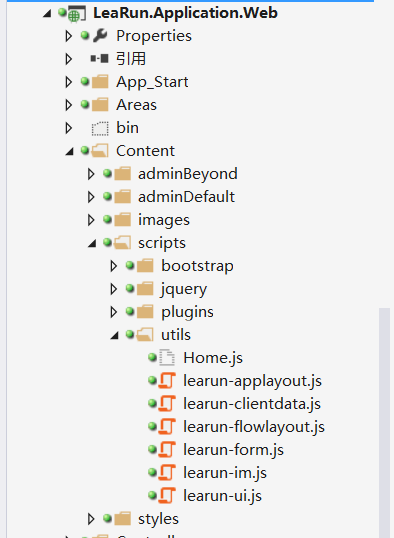 LeaRun.Application.Web
Properties
引用
App_Start
Areas
bin
Content
adminBeyond
adminDefault
images
scripts
bootstrap
jquery
plugins
utils
Home.js
learun-applayout.js
learun-clientdata.js
learun-flowlayout.js
learun-form.js
learun-im.js
learun-ui.js
styles